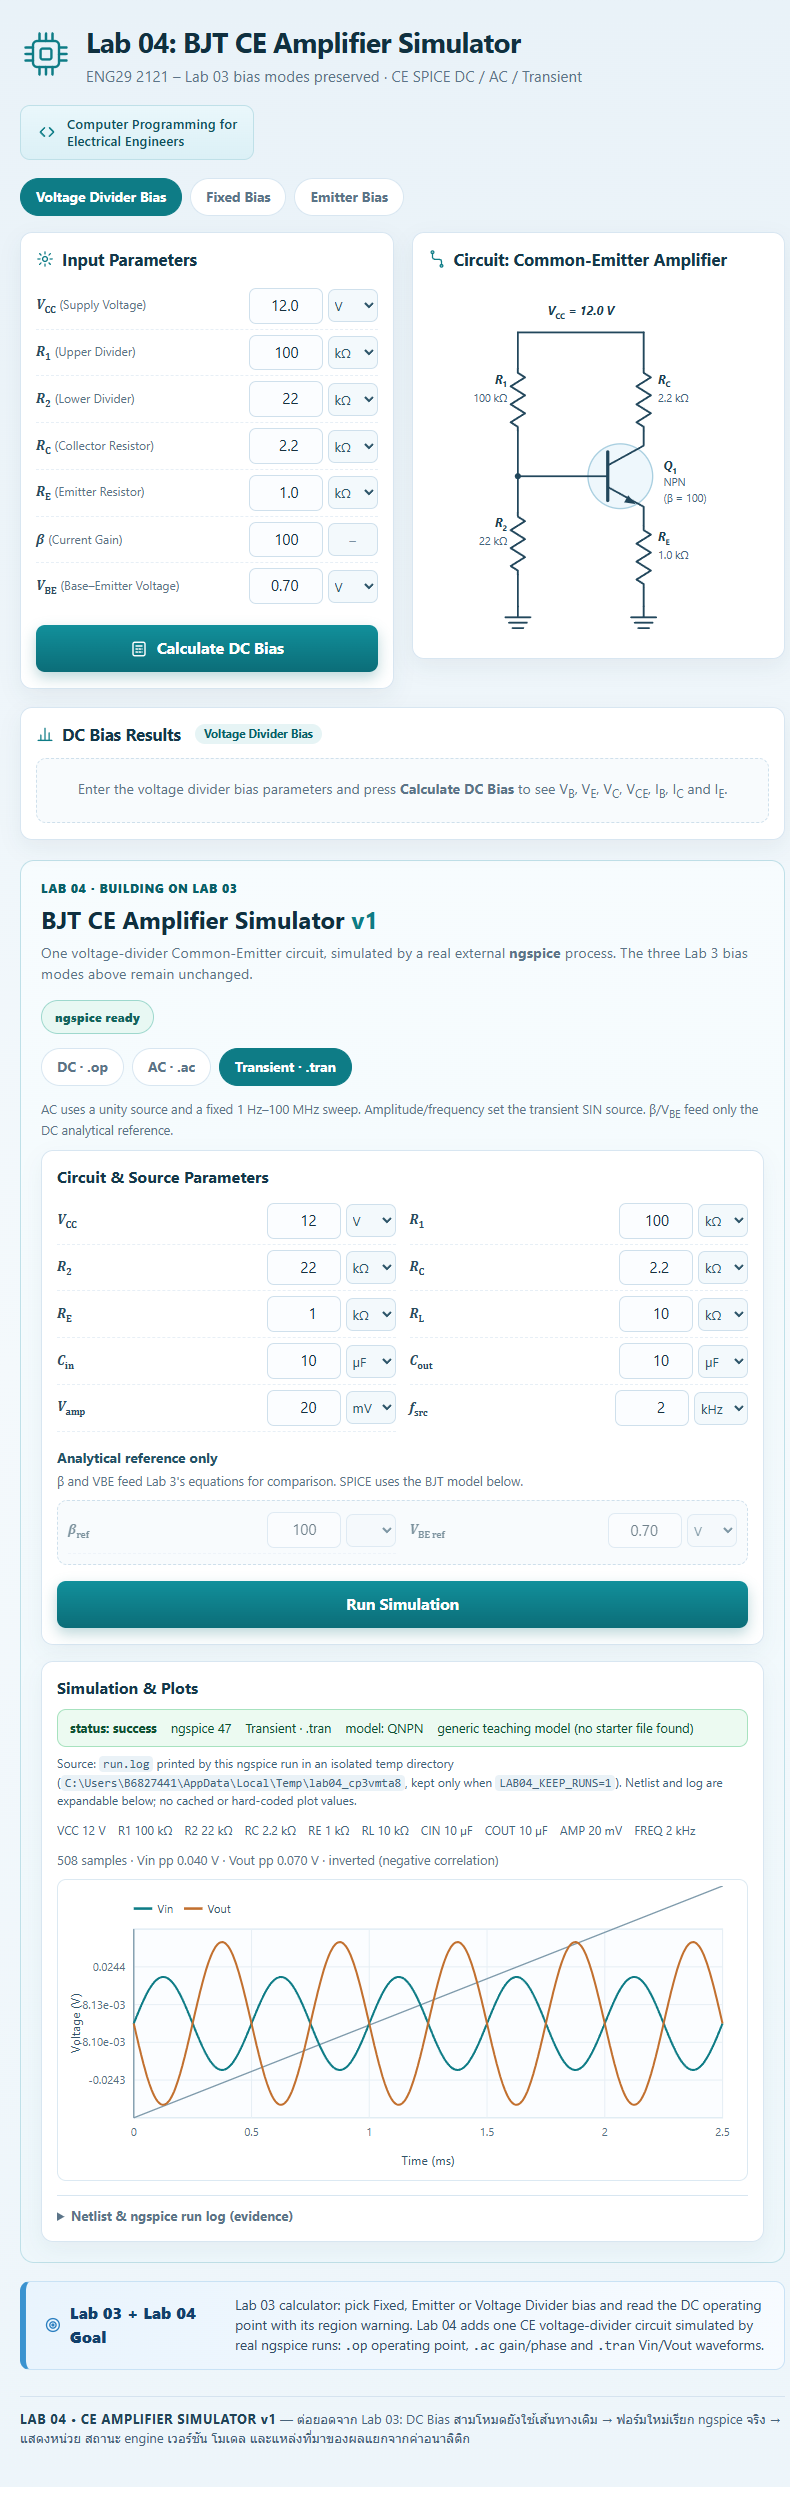 Lab 04: BJT CE Amplifier Simulator
ENG29 2121 – Lab 03 bias modes preserved · CE SPICE DC / AC / Transient
Computer Programming for
Electrical Engineers
Voltage Divider Bias
Fixed Bias
Emitter Bias
Input Parameters
VCC (Supply Voltage) 12.0 V
R1 (Upper Divider) 100 kΩ
R2 (Lower Divider) 22 kΩ
RC (Collector Resistor) 2.2 kΩ
RE (Emitter Resistor) 1.0 kΩ
β (Current Gain) 100 –
VBE (Base–Emitter Voltage) 0.70 V
Calculate DC Bias
Circuit: Common-Emitter Amplifier
VCC = 12.0 V
R1
100 kΩ
RC
2.2 kΩ
Q1
NPN
(β = 100)
R2
22 kΩ
RE
1.0 kΩ
DC Bias Results Voltage Divider Bias
Enter the voltage divider bias parameters and press Calculate DC Bias to see VB, VE, VC, VCE, IB, IC and IE.
LAB 04 · BUILDING ON LAB 03
BJT CE Amplifier Simulator v1
One voltage-divider Common-Emitter circuit, simulated by a real external ngspice process. The three Lab 3 bias
modes above remain unchanged.
ngspice ready
DC · .op
AC · .ac
Transient · .tran
AC uses a unity source and a fixed 1 Hz–100 MHz sweep. Amplitude/frequency set the transient SIN source. β/VBE feed only the
DC analytical reference.
Circuit & Source Parameters
VCC 12 V R1 100 kΩ
R2 22 kΩ RC 2.2 kΩ
RE 1 kΩ RL 10 kΩ
Cin 10 µF Cout 10 µF
Vamp 20 mV fsrc 2 kHz
Analytical reference only
β and VBE feed Lab 3's equations for comparison. SPICE uses the BJT model below.
βref 100 VBE ref 0.70 V
Run Simulation
Simulation & Plots
status: success ngspice 47 Transient · .tran model: QNPN generic teaching model (no starter file found)
Source: run.log printed by this ngspice run in an isolated temp directory
( C:\Users\B6827441\AppData\Local\Temp\lab04_cp3vmta8 , kept only when LAB04_KEEP_RUNS=1 ). Netlist and log are
expandable below; no cached or hard-coded plot values.
VCC 12 V R1 100 kΩ R2 22 kΩ RC 2.2 kΩ RE 1 kΩ RL 10 kΩ CIN 10 µF COUT 10 µF AMP 20 mV FREQ 2 kHz
508 samples · Vin pp 0.040 V · Vout pp 0.070 V · inverted (negative correlation)
Vin Vout
Voltage (V)
0.0244
8.13e-03
8.10e-03
-0.0243
0 0.5 1 1.5 2 2.5
Time (ms)
Netlist & ngspice run log (evidence)
Lab 03 + Lab 04
Goal
Lab 03 calculator: pick Fixed, Emitter or Voltage Divider bias and read the DC operating
point with its region warning. Lab 04 adds one CE voltage-divider circuit simulated by
real ngspice runs: .op operating point, .ac gain/phase and .tran Vin/Vout waveforms.
LAB 04 • CE AMPLIFIER SIMULATOR v1 — ต่อยอดจาก Lab 03: DC Bias สามโหมดยังใช้เส้นทางเดิม → ฟอร์มใหม่เรียก ngspice จริง →
แสดงหน่วย สถานะ engine เวอร์ชัน โมเดล และแหล่งที่มาของผลแยกจากค่าอนาลิติก